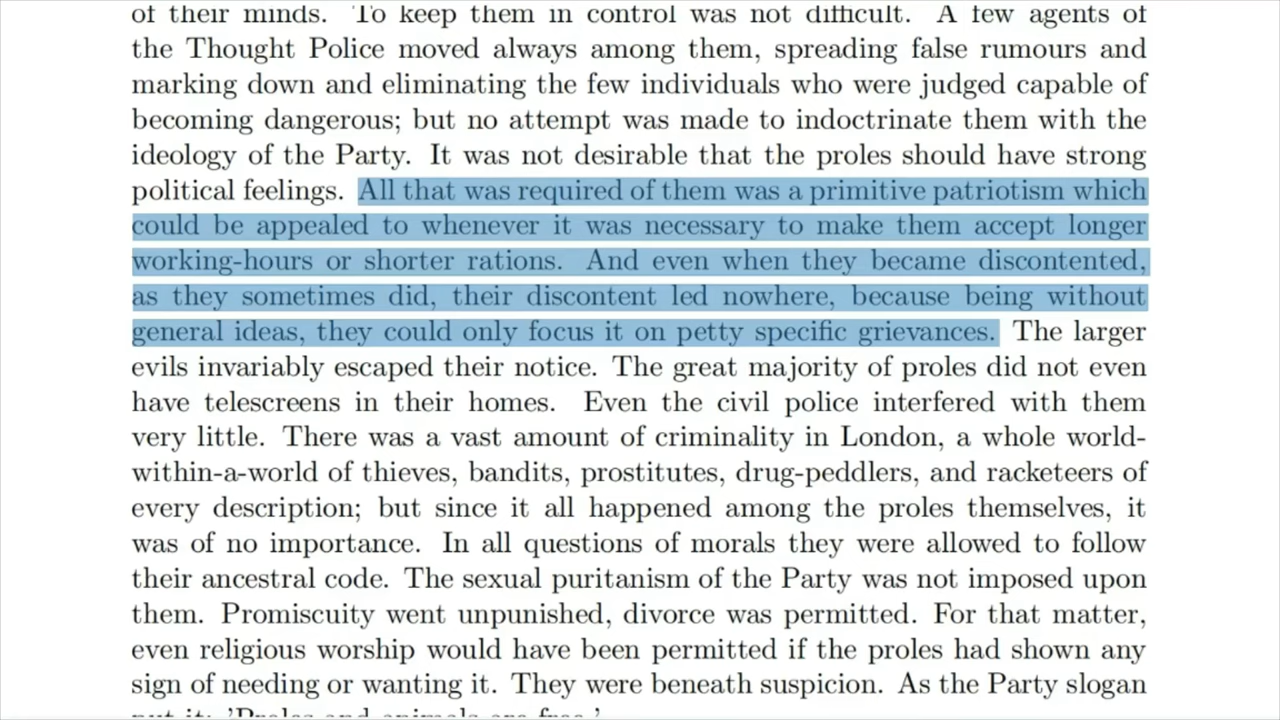 of their minds. To keep them in control was not difficult. A few agents of
the Thought Police moved always among them, spreading false rumours and
marking down and eliminating the few individuals who were judged capable of
becoming dangerous; but no attempt was made to indoctrinate them with the
ideology of the Party. It was not desirable that the proles should have strong
political feelings. All that was required of them was a primitive patriotism which
could be appealed to whenever it was necessary to make them accept longer
working-hours or shorter rations. And even when they became discontented,
as they sometimes did, their discontent led nowhere, because being without
general ideas, they could only focus it on petty specific grievances. The larger
evils invariably escaped their notice. The great majority of proles did not even
have telescreens in their homes. Even the civil police interfered with them
very little. There was a vast amount of criminality in London, a whole world-
within-a-world of thieves, bandits, prostitutes, drug-peddlers, and racketeers of
every description; but since it all happened among the proles themselves, it
was of no importance. In all questions of morals they were allowed to follow
their ancestral code. The sexual puritanism of the Party was not imposed upon
them. Promiscuity went unpunished, divorce was permitted. For that matter,
even religious worship would have been permitted if the proles had shown any
sign of needing or wanting it. They were beneath suspicion. As the Party slogan
put it: 'Proles and animals are free.'